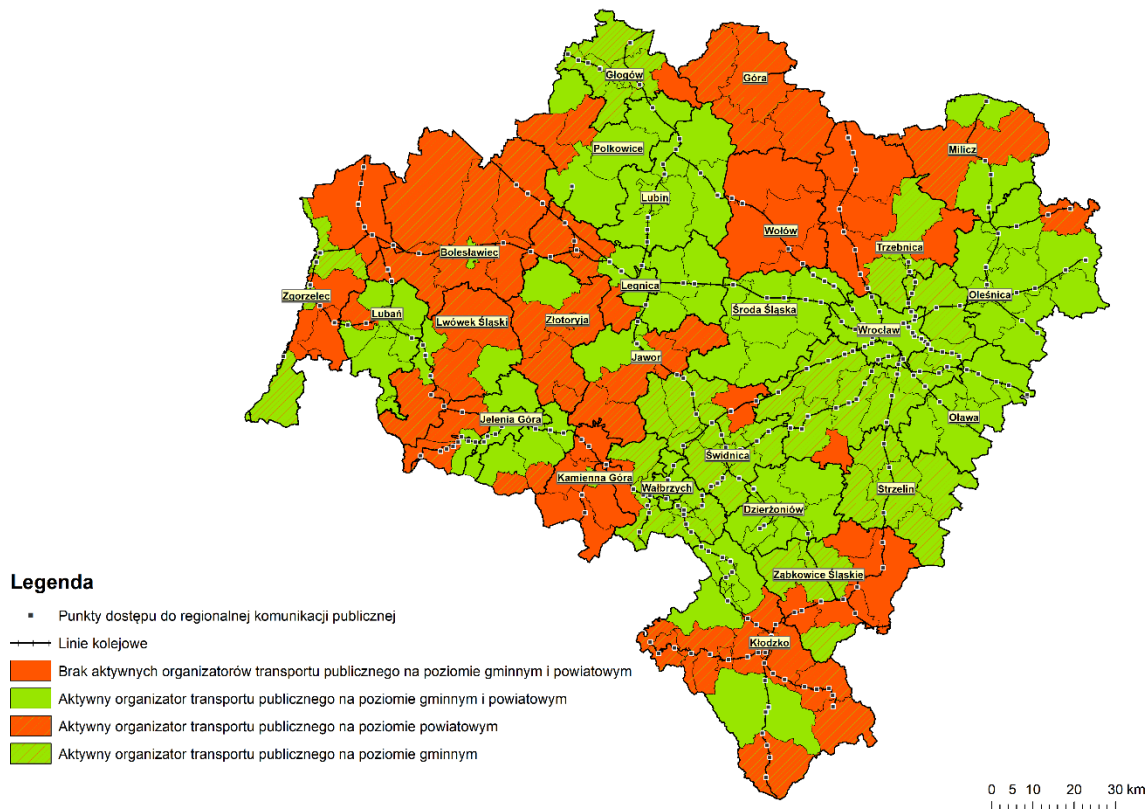 Góra
Głogów
Polkowice
Milicz
Lubin
Wołów
Trzebnica
Bolesławiec
Legnica
Zgorzelec
Oleśnica
Lubań
Lwówek Śląski
Złotoryja
Środa Śląska
Wrocław
Jawor
Jelenia Góra
Oława
Świdnica
Kamienna Góra
Wałbrzych
Strzelin
Dzierżoniów
Ząbkowice Śląskie
Kłodzko
Legenda
Punkty dostępu do regionalnej komunikacji publicznej
Linie kolejowe
Brak aktywnych organizatorów transportu publicznego na poziomie gminnym i powiatowym
Aktywny organizator transportu publicznego na poziomie gminnym i powiatowym
Aktywny organizator transportu publicznego na poziomie powiatowym
Aktywny organizator transportu publicznego na poziomie gminnym
0 5 10 20 30 km